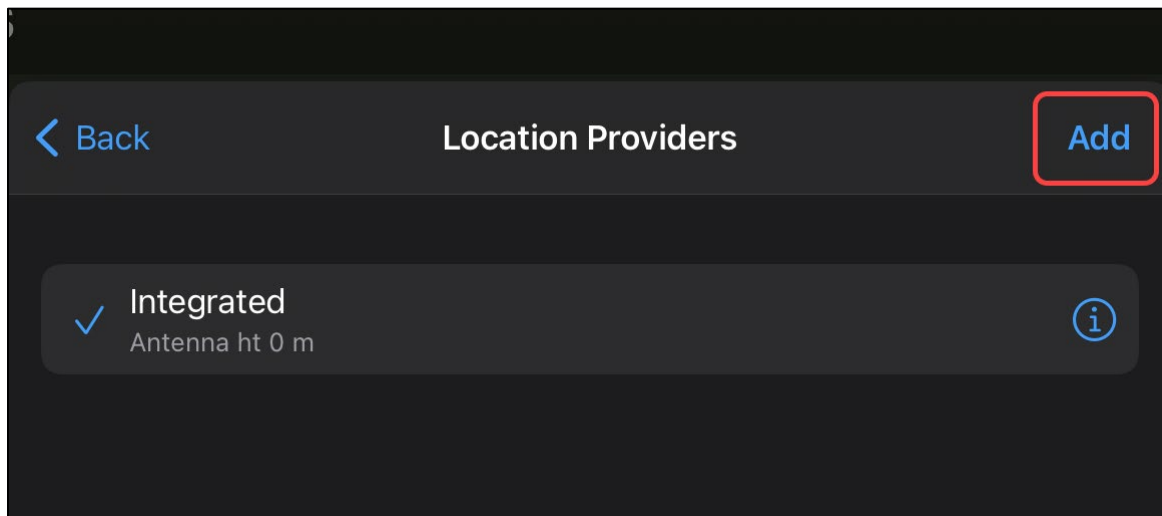 Back
Location Providers
Add
Integrated
Antenna ht 0 m